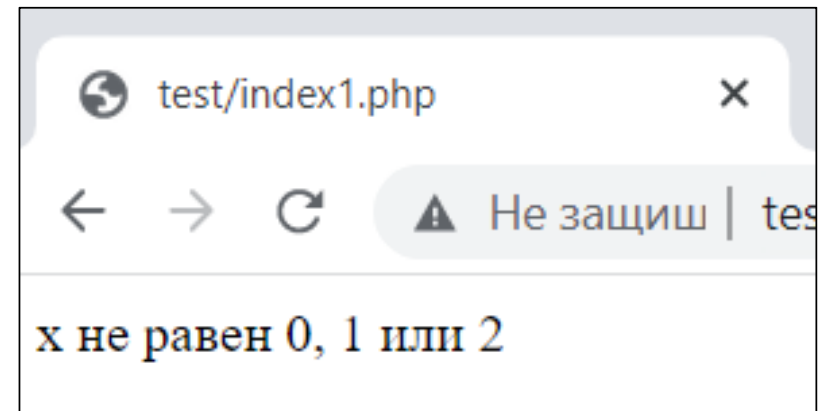 test/index1.php
Не защищ | tes
x не равен 0, 1 или 2